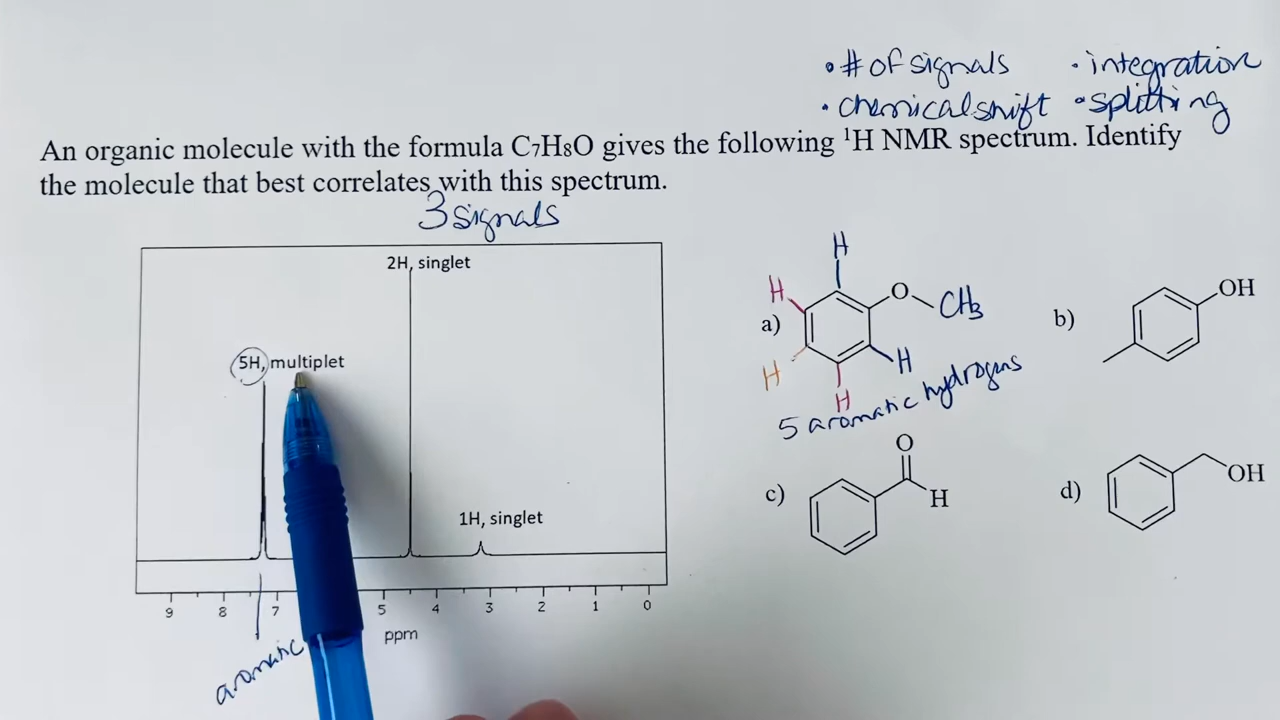 • # of signals • integration
• chemical shift • splitting
An organic molecule with the formula C₇H₈O gives the following ¹H NMR spectrum. Identify
the molecule that best correlates with this spectrum.
3 signals
2H, singlet
5H, multiplet
1H, singlet
9 8 7 5 4 3 2 1 0
ppm
aromatic
a)
H
H
H
H
H
O
CH₃
5 aromatic hydrogens
b)
OH
c)
O
H
d)
OH